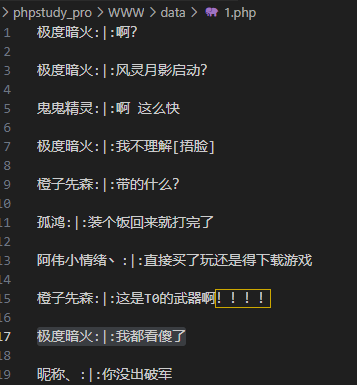 phpstudy_pro > WWW > data > 1.php
1 极度暗火:|:啊?
2
3 极度暗火:|:风灵月影启动?
4
5 鬼鬼精灵:|:啊 这么快
6
7 极度暗火:|:我不理解[捂脸]
8
9 橙子先森:|:带的什么?
10
11 孤鸿:|:装个饭回来就打完了
12
13 阿伟小情绪丶:|:直接买了玩还是得下载游戏
14
15 橙子先森:|:这是T0的武器啊！！！！
16
17 极度暗火:|:我都看傻了
18
19 昵称、:|:你没出破军